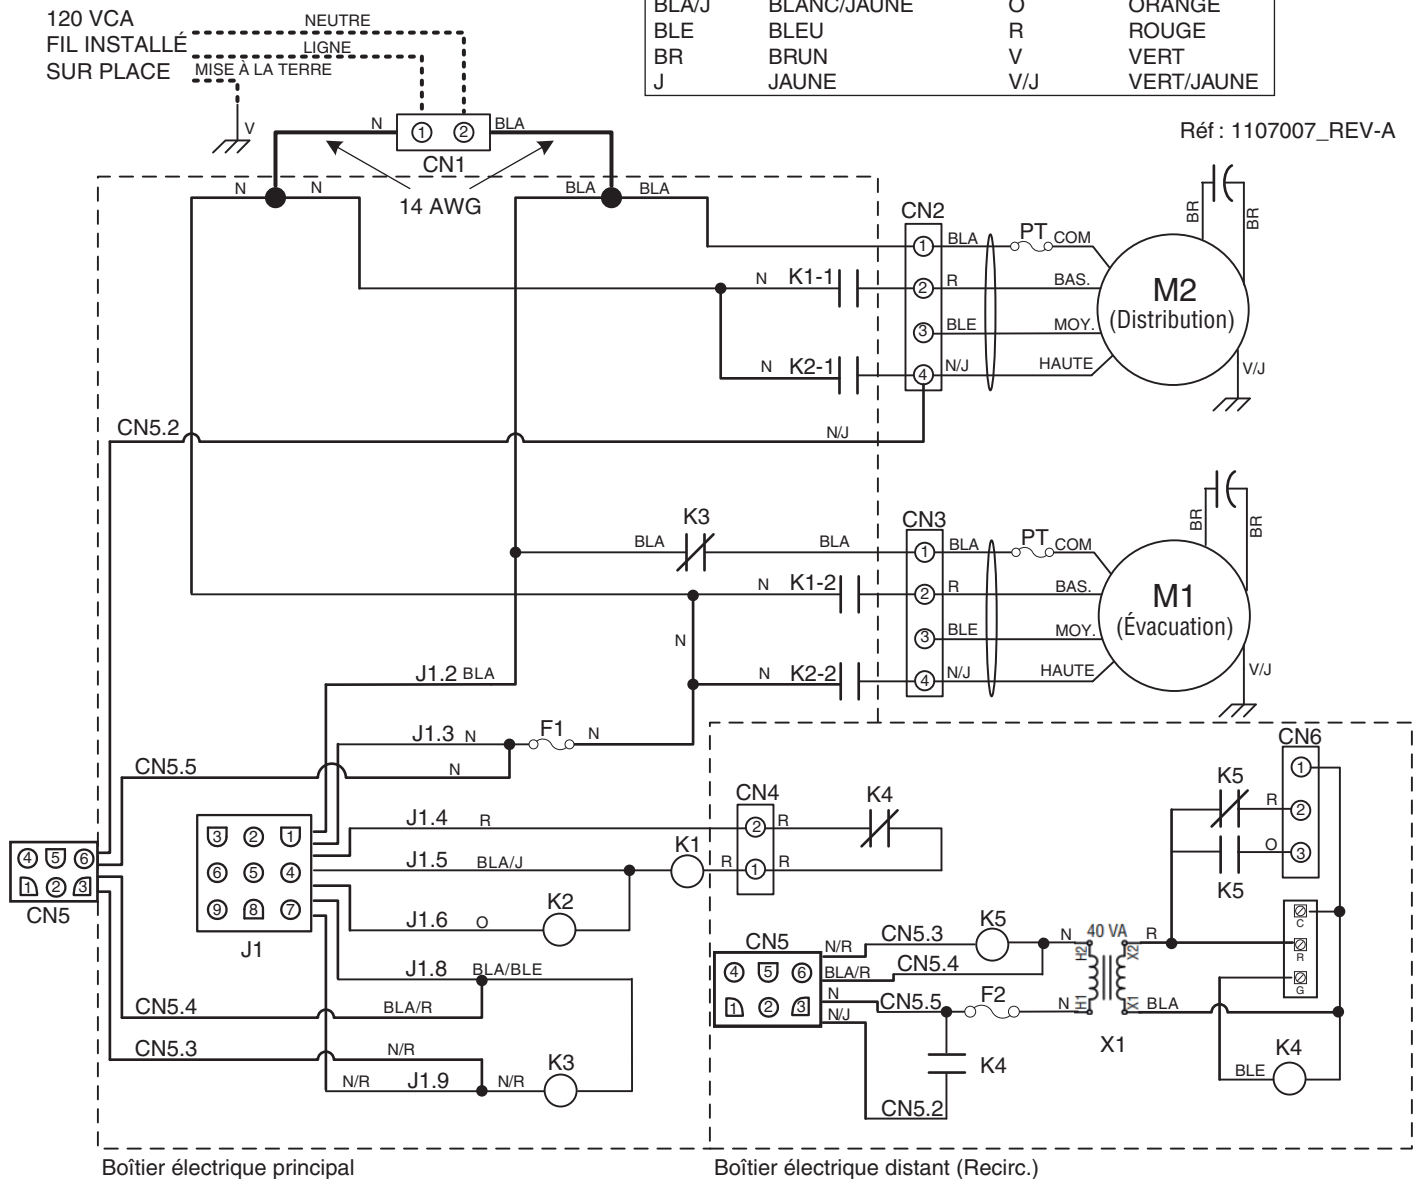 120 VCA
FIL INSTALLÉ
SUR PLACE
NEUTRE
LIGNE
MISE À LA TERRE
BLA/J BLANC/JAUNE O ORANGE
BLE BLEU R ROUGE
BR BRUN V VERT
J JAUNE V/J VERT/JAUNE
Réf : 1107007_REV-A
V
N 1 2 BLA
CN1
14 AWG
N N BLA BLA
CN2
1 BLA PT COM
N K1-1 2 R BAS.
3 BLE MOY.
N K2-1 4 N/J HAUTE
BR BR
M2
(Distribution)
V/J
CN5.2 N/J
K3
BLA BLA
CN3
1 BLA PT COM
N K1-2 2 R BAS.
3 BLE MOY.
N
N K2-2 4 N/J HAUTE
BR BR
M1
(Évacuation)
V/J
J1.2 BLA
J1.3 N F1 N
CN5.5 N
J1.4 R
J1.5 BLA/J K1 R
J1.6 O K2
J1.8 BLA/BLE
CN5.4 BLA/R
CN5.3 N/R
N/R J1.9 N/R K3
3 2 1
6 5 4
9 8 7
J1
4 5 6
1 2 3
CN5
CN4
2 R K4
1 R
CN6
1
K5 R 2
O 3
K5
CN5
4 5 6
1 2 3
N/R CN5.3 K5
BLA/R CN5.4
N CN5.5 F2 N
N/J
K4
CN5.2
N 40 VA R
H2 X2
H1 X1 BLA
X1
C
R
G
BLE K4
Boîtier électrique principal
Boîtier électrique distant (Recirc.)